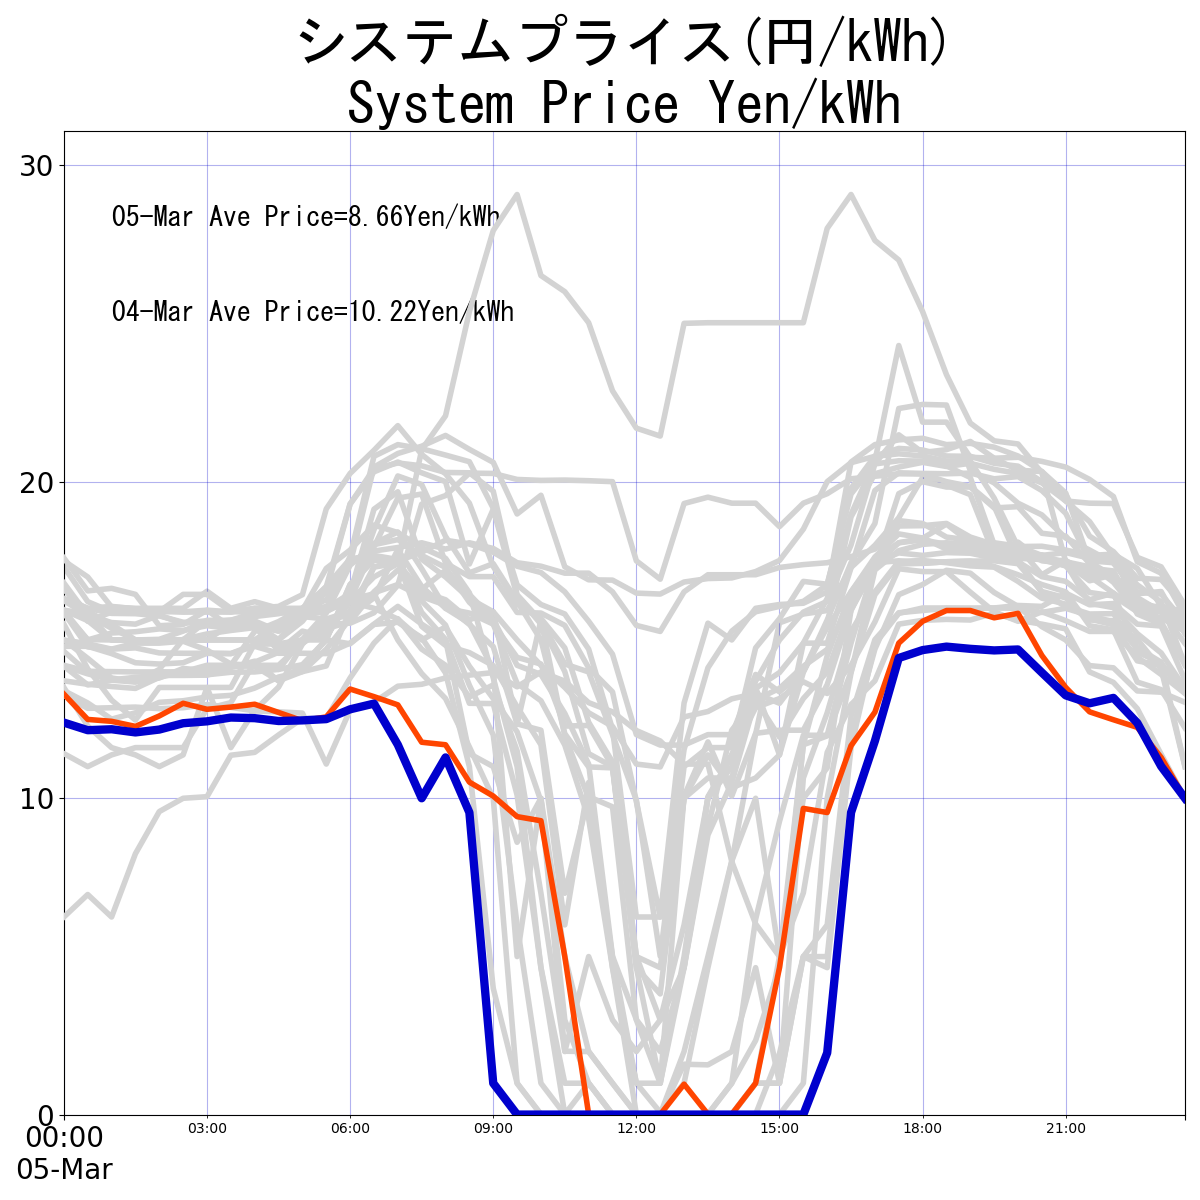 システムプライス(円/kWh)
System Price Yen/kWh
30
05-Mar Ave Price=8.66Yen/kWh
04-Mar Ave Price=10.22Yen/kWh
20
10
0
00:00 03:00 06:00 09:00 12:00 15:00 18:00 21:00
05-Mar